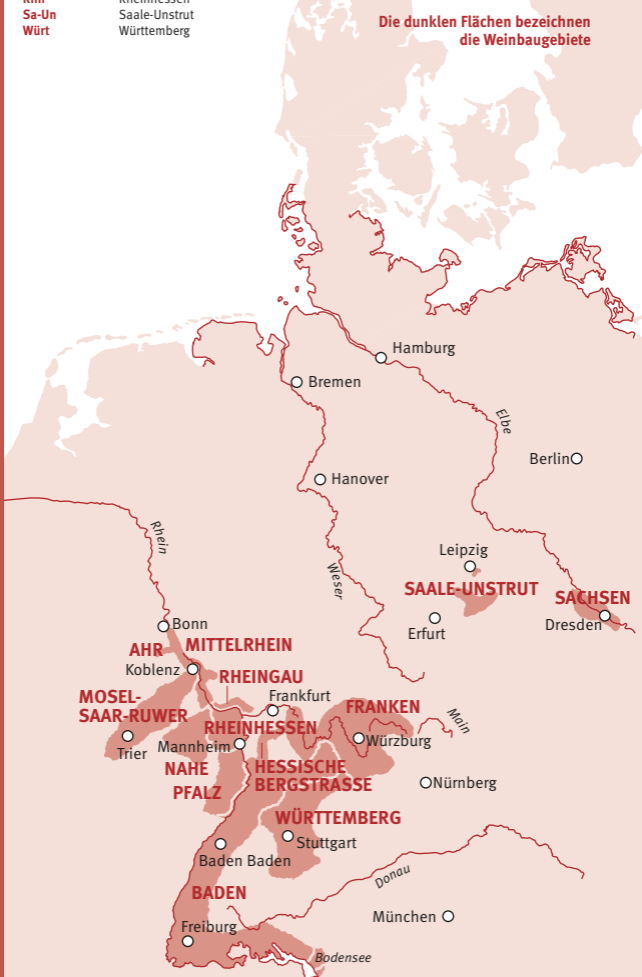 Rhh Rheinhessen
Sa-Un Saale-Unstrut
Würt Württemberg
Die dunklen Flächen bezeichnen
die Weinbaugebiete
Hamburg
Bremen
Elbe
Berlin
Hanover
Rhein
Weser
Leipzig
SAALE-UNSTRUT
SACHSEN
Dresden
Erfurt
Bonn
AHR
MITTELRHEIN
Koblenz
RHEINGAU
MOSEL-
SAAR-RUWER
Frankfurt
FRANKEN
Main
RHEINHESSEN
Trier
Mannheim
Würzburg
NAHE
HESSISCHE
BERGSTRASSE
PFALZ
Nürnberg
WÜRTTEMBERG
Stuttgart
Baden Baden
Donau
BADEN
München
Freiburg
Bodensee